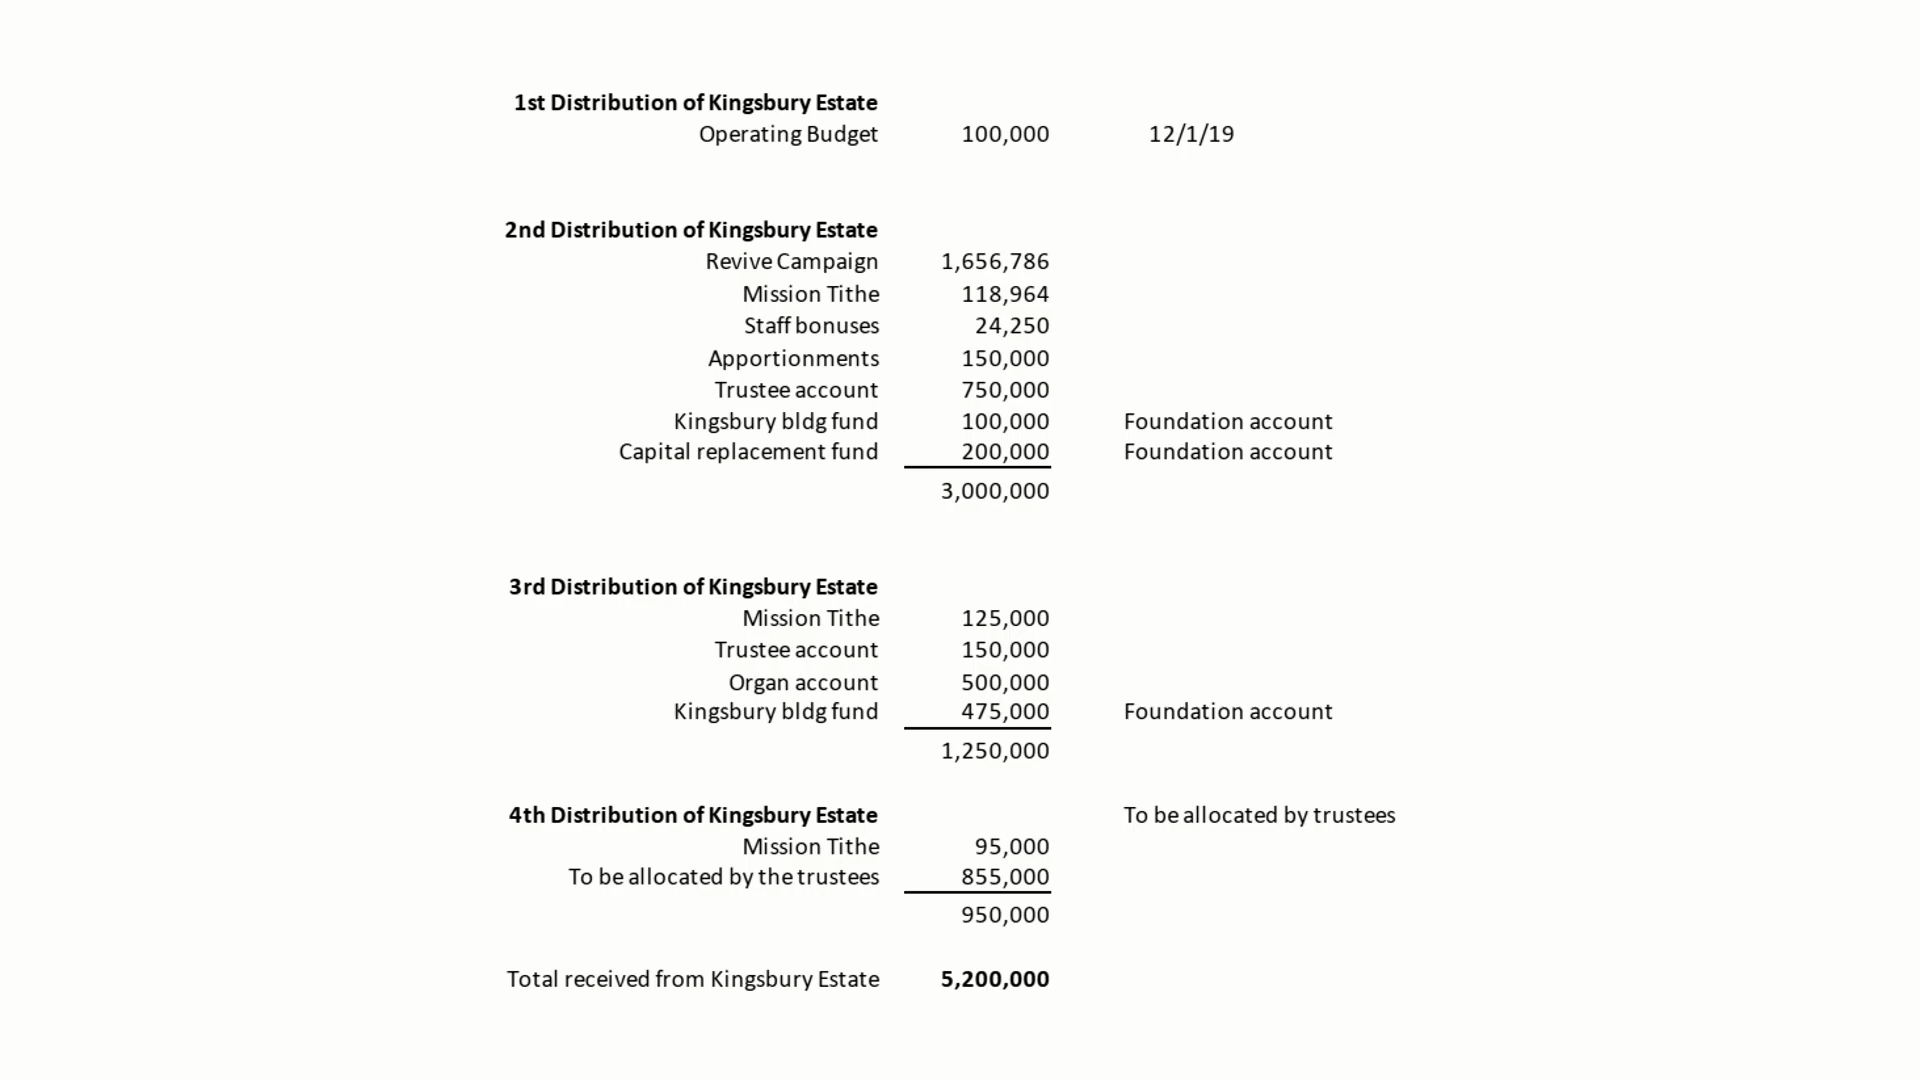 1st Distribution of Kingsbury Estate
Operating Budget 100,000 12/1/19
2nd Distribution of Kingsbury Estate
Revive Campaign 1,656,786
Mission Tithe 118,964
Staff bonuses 24,250
Apportionments 150,000
Trustee account 750,000
Kingsbury bldg fund 100,000 Foundation account
Capital replacement fund 200,000 Foundation account
3,000,000
3rd Distribution of Kingsbury Estate
Mission Tithe 125,000
Trustee account 150,000
Organ account 500,000
Kingsbury bldg fund 475,000 Foundation account
1,250,000
4th Distribution of Kingsbury Estate To be allocated by trustees
Mission Tithe 95,000
To be allocated by the trustees 855,000
950,000
Total received from Kingsbury Estate 5,200,000